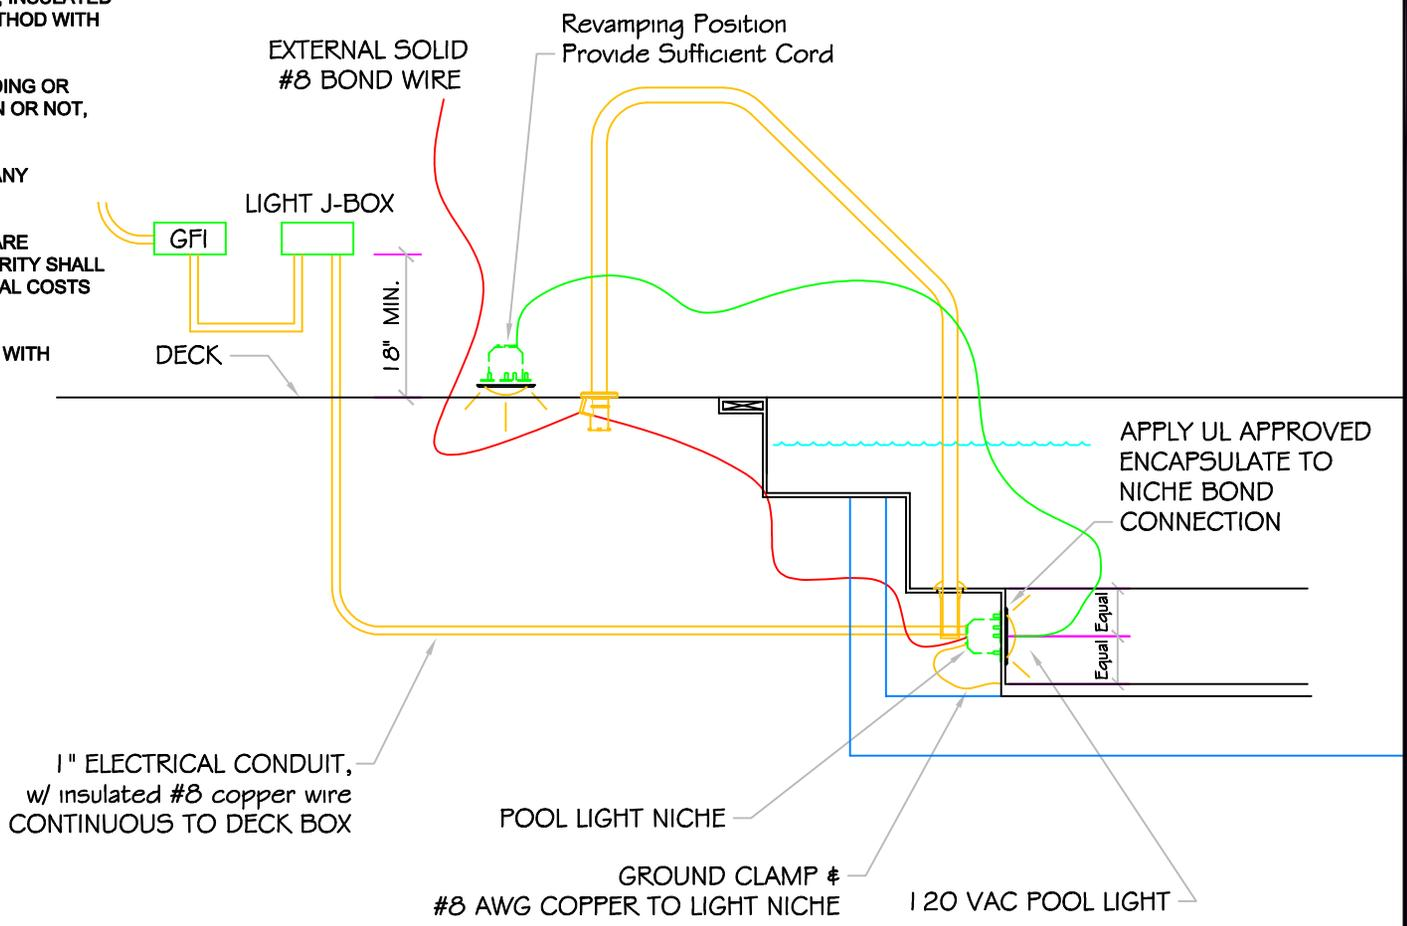 , INSULATED
THOD WITH
DING OR
N OR NOT,
ANY
ARE
RITY SHALL
AL COSTS
WITH
EXTERNAL SOLID
#8 BOND WIRE
Revamping Position
Provide Sufficient Cord
LIGHT J-BOX
GFI
18" MIN.
DECK
APPLY UL APPROVED
ENCAPSULATE TO
NICHE BOND
CONNECTION
Equal
Equal
1" ELECTRICAL CONDUIT,
w/ insulated #8 copper wire
CONTINUOUS TO DECK BOX
POOL LIGHT NICHE
GROUND CLAMP &
#8 AWG COPPER TO LIGHT NICHE
120 VAC POOL LIGHT